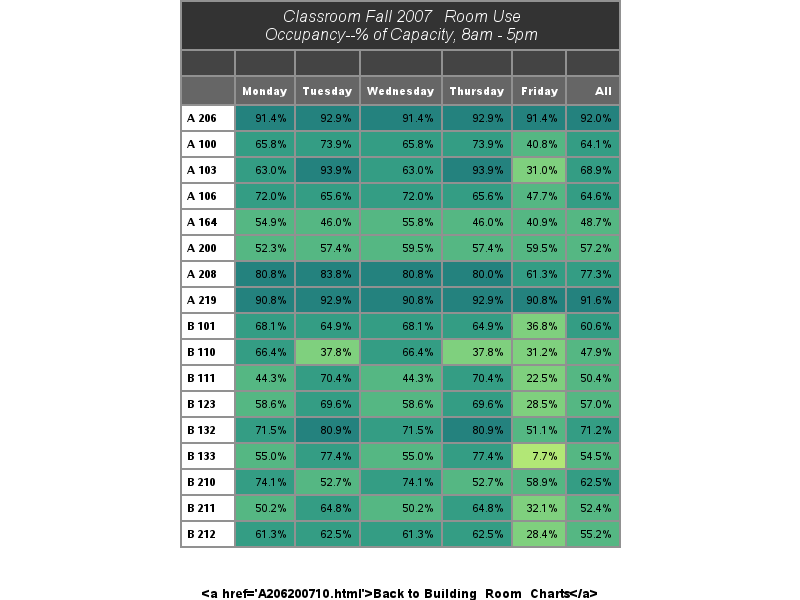 Classroom Fall 2007 Room Use
Occupancy--% of Capacity, 8am - 5pm
Monday Tuesday Wednesday Thursday Friday All
A 206 91.4% 92.9% 91.4% 92.9% 91.4% 92.0%
A 100 65.8% 73.9% 65.8% 73.9% 40.8% 64.1%
A 103 63.0% 93.9% 63.0% 93.9% 31.0% 68.9%
A 106 72.0% 65.6% 72.0% 65.6% 47.7% 64.6%
A 164 54.9% 46.0% 55.8% 46.0% 40.9% 48.7%
A 200 52.3% 57.4% 59.5% 57.4% 59.5% 57.2%
A 208 80.8% 83.8% 80.8% 80.0% 61.3% 77.3%
A 219 90.8% 92.9% 90.8% 92.9% 90.8% 91.6%
B 101 68.1% 64.9% 68.1% 64.9% 36.8% 60.6%
B 110 66.4% 37.8% 66.4% 37.8% 31.2% 47.9%
B 111 44.3% 70.4% 44.3% 70.4% 22.5% 50.4%
B 123 58.6% 69.6% 58.6% 69.6% 28.5% 57.0%
B 132 71.5% 80.9% 71.5% 80.9% 51.1% 71.2%
B 133 55.0% 77.4% 55.0% 77.4% 7.7% 54.5%
B 210 74.1% 52.7% 74.1% 52.7% 58.9% 62.5%
B 211 50.2% 64.8% 50.2% 64.8% 32.1% 52.4%
B 212 61.3% 62.5% 61.3% 62.5% 28.4% 55.2%
<a href='A206200710.html'>Back to Building_Room_Charts</a>